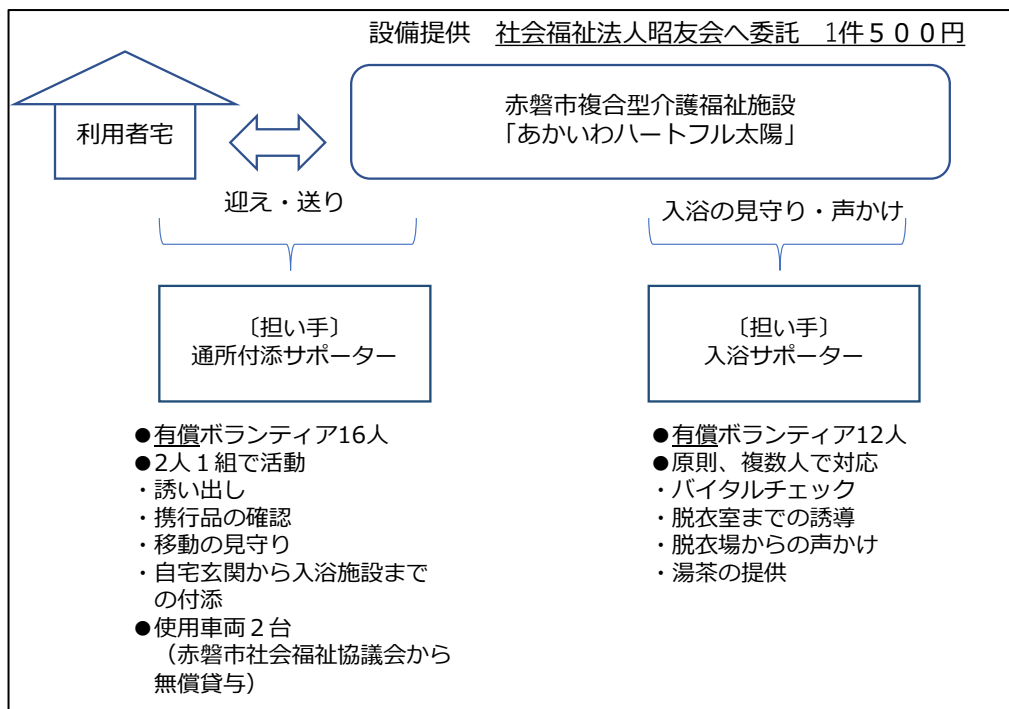 設備提供　社会福祉法人昭友会へ委託　1件５００円
利用者宅
赤磐市複合型介護福祉施設
「あかいわハートフル太陽」
迎え・送り
入浴の見守り・声かけ
〔担い手〕
通所付添サポーター
〔担い手〕
入浴サポーター
●有償ボランティア16人
●2人１組で活動
・誘い出し
・携行品の確認
・移動の見守り
・自宅玄関から入浴施設まで
の付添
●使用車両２台
（赤磐市社会福祉協議会から
無償貸与）
●有償ボランティア12人
●原則、複数人で対応
・バイタルチェック
・脱衣室までの誘導
・脱衣場からの声かけ
・湯茶の提供